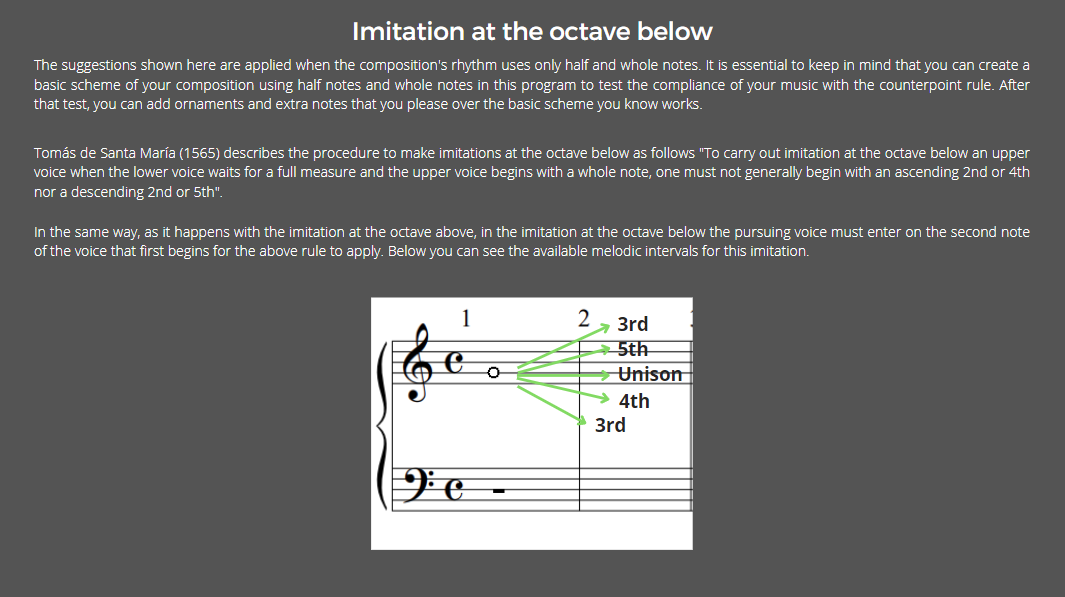 Imitation at the octave below
The suggestions shown here are applied when the composition's rhythm uses only half and whole notes. It is essential to keep in mind that you can create a
basic scheme of your composition using half notes and whole notes in this program to test the compliance of your music with the counterpoint rule. After
that test, you can add ornaments and extra notes that you please over the basic scheme you know works.
Tomás de Santa María (1565) describes the procedure to make imitations at the octave below as follows "To carry out imitation at the octave below an upper
voice when the lower voice waits for a full measure and the upper voice begins with a whole note, one must not generally begin with an ascending 2nd or 4th
nor a descending 2nd or 5th".
In the same way, as it happens with the imitation at the octave above, in the imitation at the octave below the pursuing voice must enter on the second note
of the voice that first begins for the above rule to apply. Below you can see the available melodic intervals for this imitation.
1 2
3rd
5th
Unison
4th
3rd